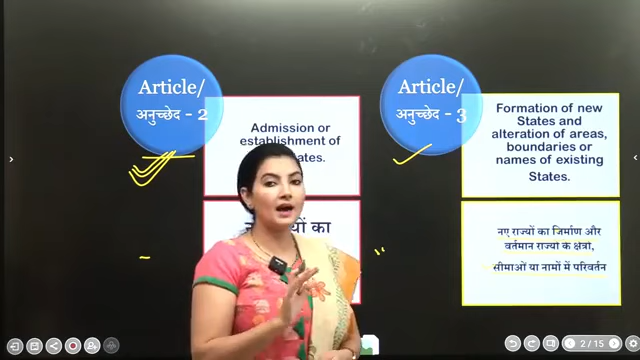 Article/
अनुच्छेद - 2
Admission or
establishment of
States.
का
Article/
अनुच्छेद - 3
Formation of new
States and
alteration of areas,
boundaries or
names of existing
States.
नए राज्यों का निर्माण और
वर्तमान राज्यों के क्षेत्रों,
सीमाओं या नामों में परिवर्तन
2 / 15